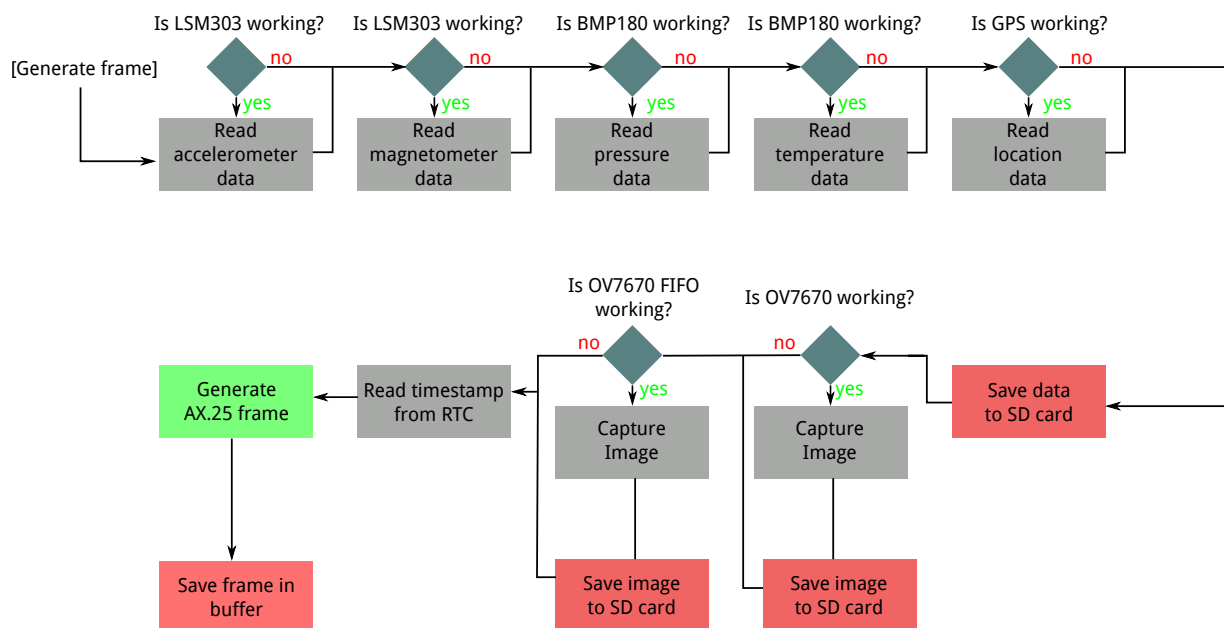 Is LSM303 working?
Is LSM303 working?
Is BMP180 working?
Is BMP180 working?
Is GPS working?
[Generate frame]
no
no
no
no
no
yes
yes
yes
yes
yes
Read
accelerometer
data
Read
magnetometer
data
Read
pressure
data
Read
temperature
data
Read
location
data
Is OV7670 FIFO
working?
Is OV7670 working?
no
no
yes
yes
Generate
AX.25 frame
Read timestamp
from RTC
Capture
Image
Capture
Image
Save data
to SD card
Save frame in
buffer
Save image
to SD card
Save image
to SD card